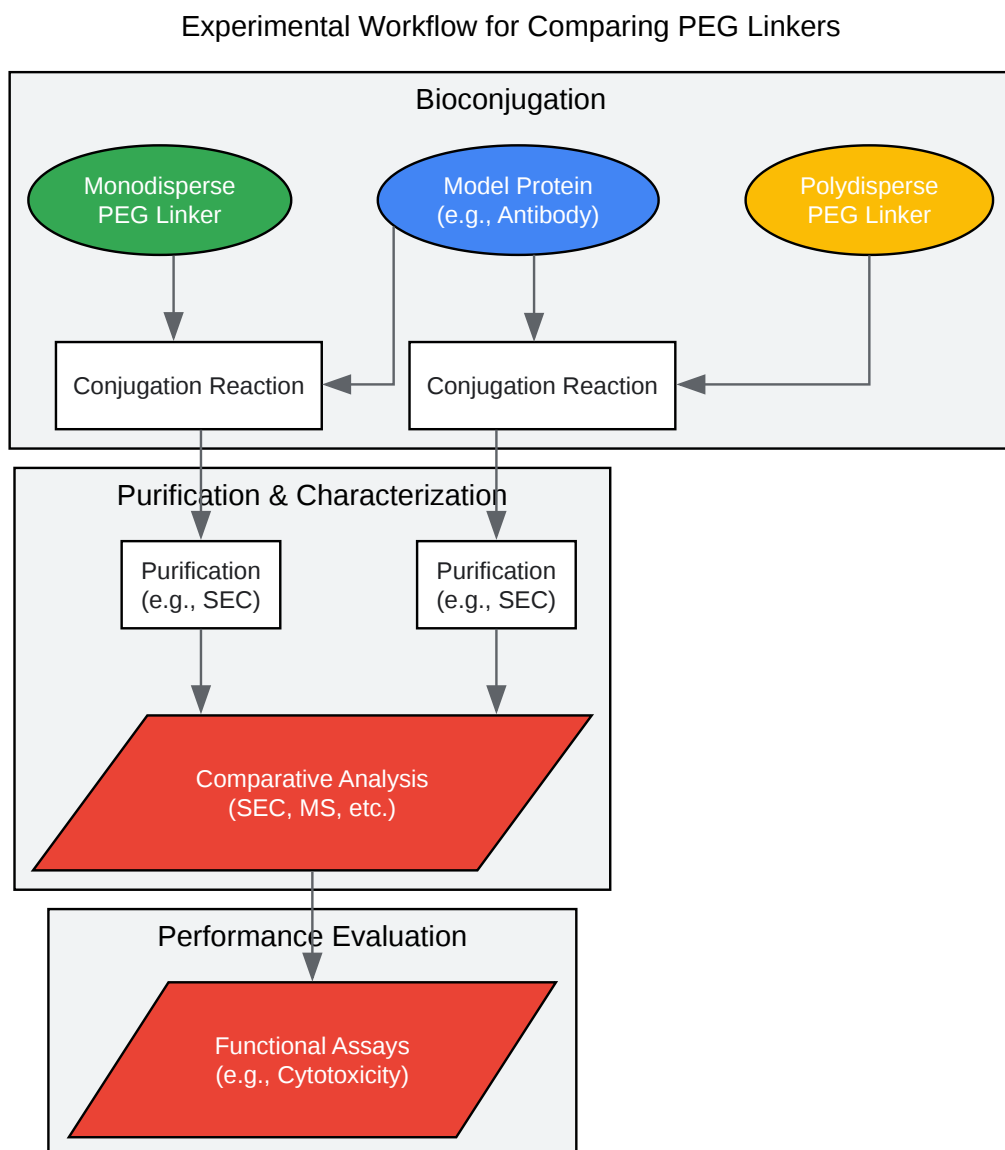 Experimental Workflow for Comparing PEG Linkers
Bioconjugation
Monodisperse
PEG Linker
Model Protein
(e.g., Antibody)
Polydisperse
PEG Linker
Conjugation Reaction
Conjugation Reaction
Purification & Characterization
Purification
(e.g., SEC)
Purification
(e.g., SEC)
Comparative Analysis
(SEC, MS, etc.)
Performance Evaluation
Functional Assays
(e.g., Cytotoxicity)